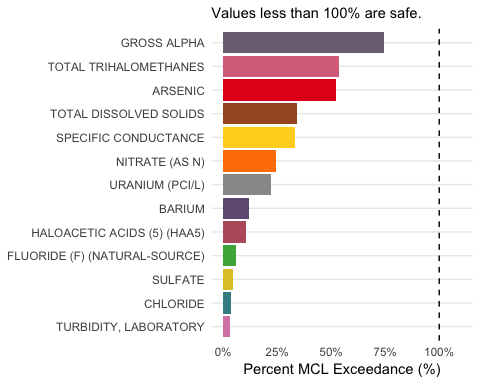 Values less than 100% are safe.
GROSS ALPHA
TOTAL TRIHALOMETHANES
ARSENIC
TOTAL DISSOLVED SOLIDS
SPECIFIC CONDUCTANCE
NITRATE (AS N)
URANIUM (PCI/L)
BARIUM
HALOACETIC ACIDS (5) (HAA5)
FLUORIDE (F) (NATURAL-SOURCE)
SULFATE
CHLORIDE
TURBIDITY, LABORATORY
0% 25% 50% 75% 100%
Percent MCL Exceedance (%)